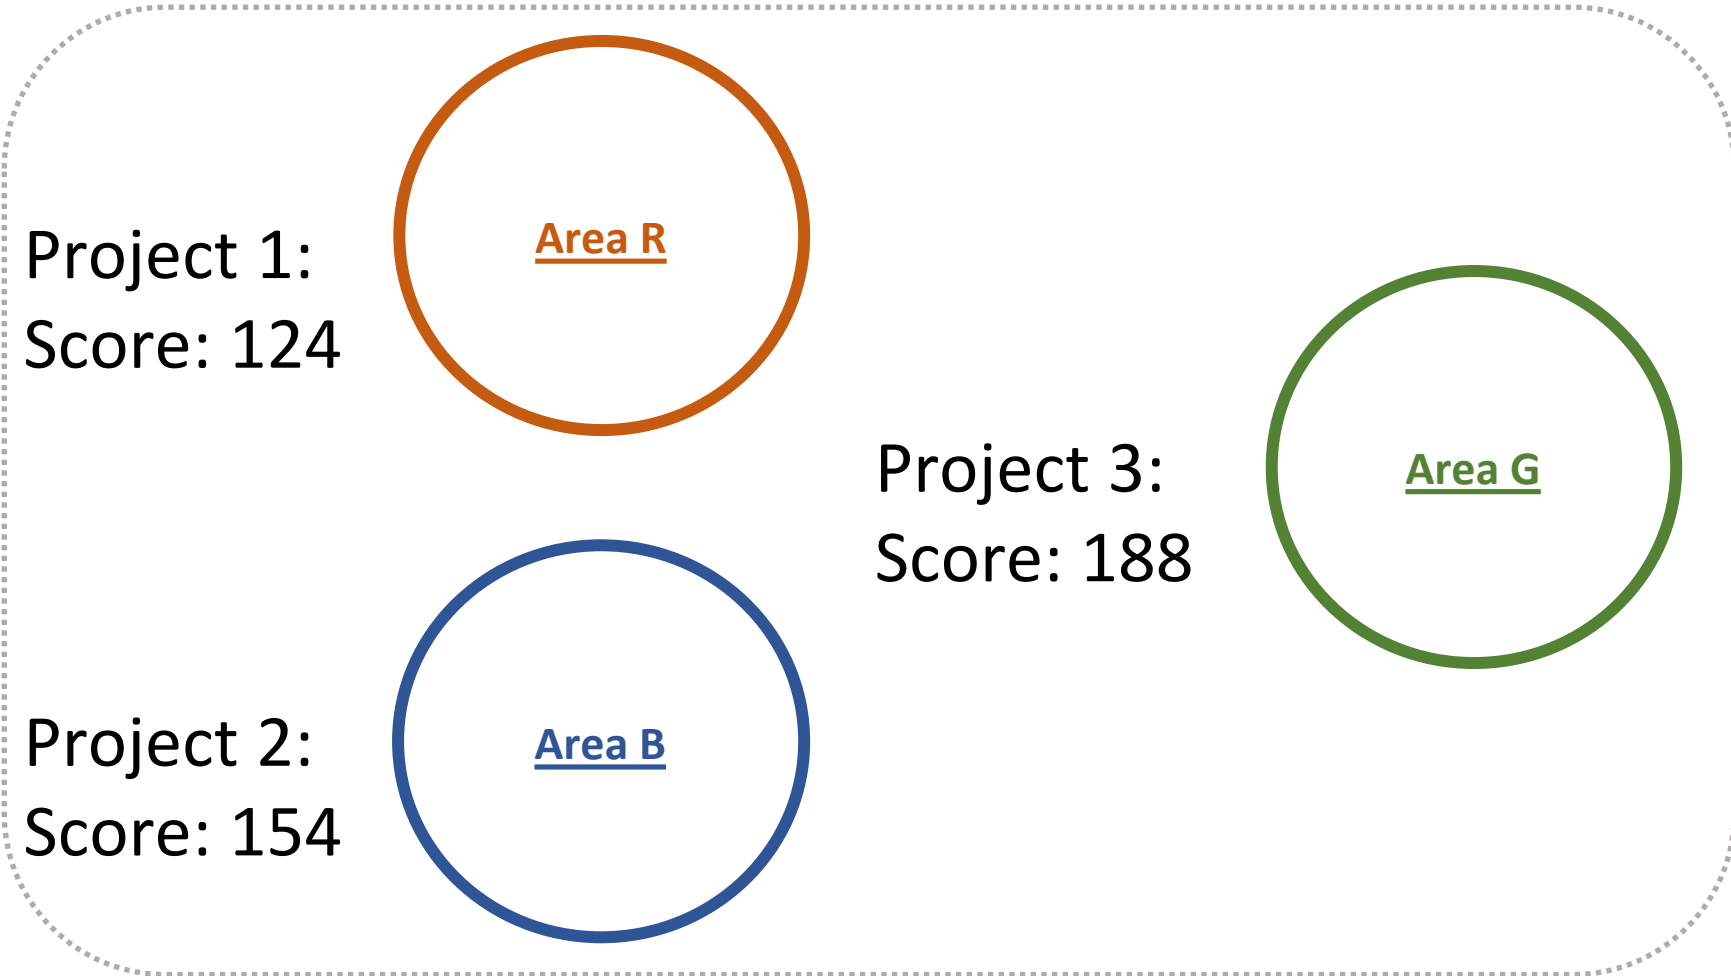 Project 1:
Score: 124
Area R
Project 2:
Score: 154
Area B
Project 3:
Score: 188
Area G